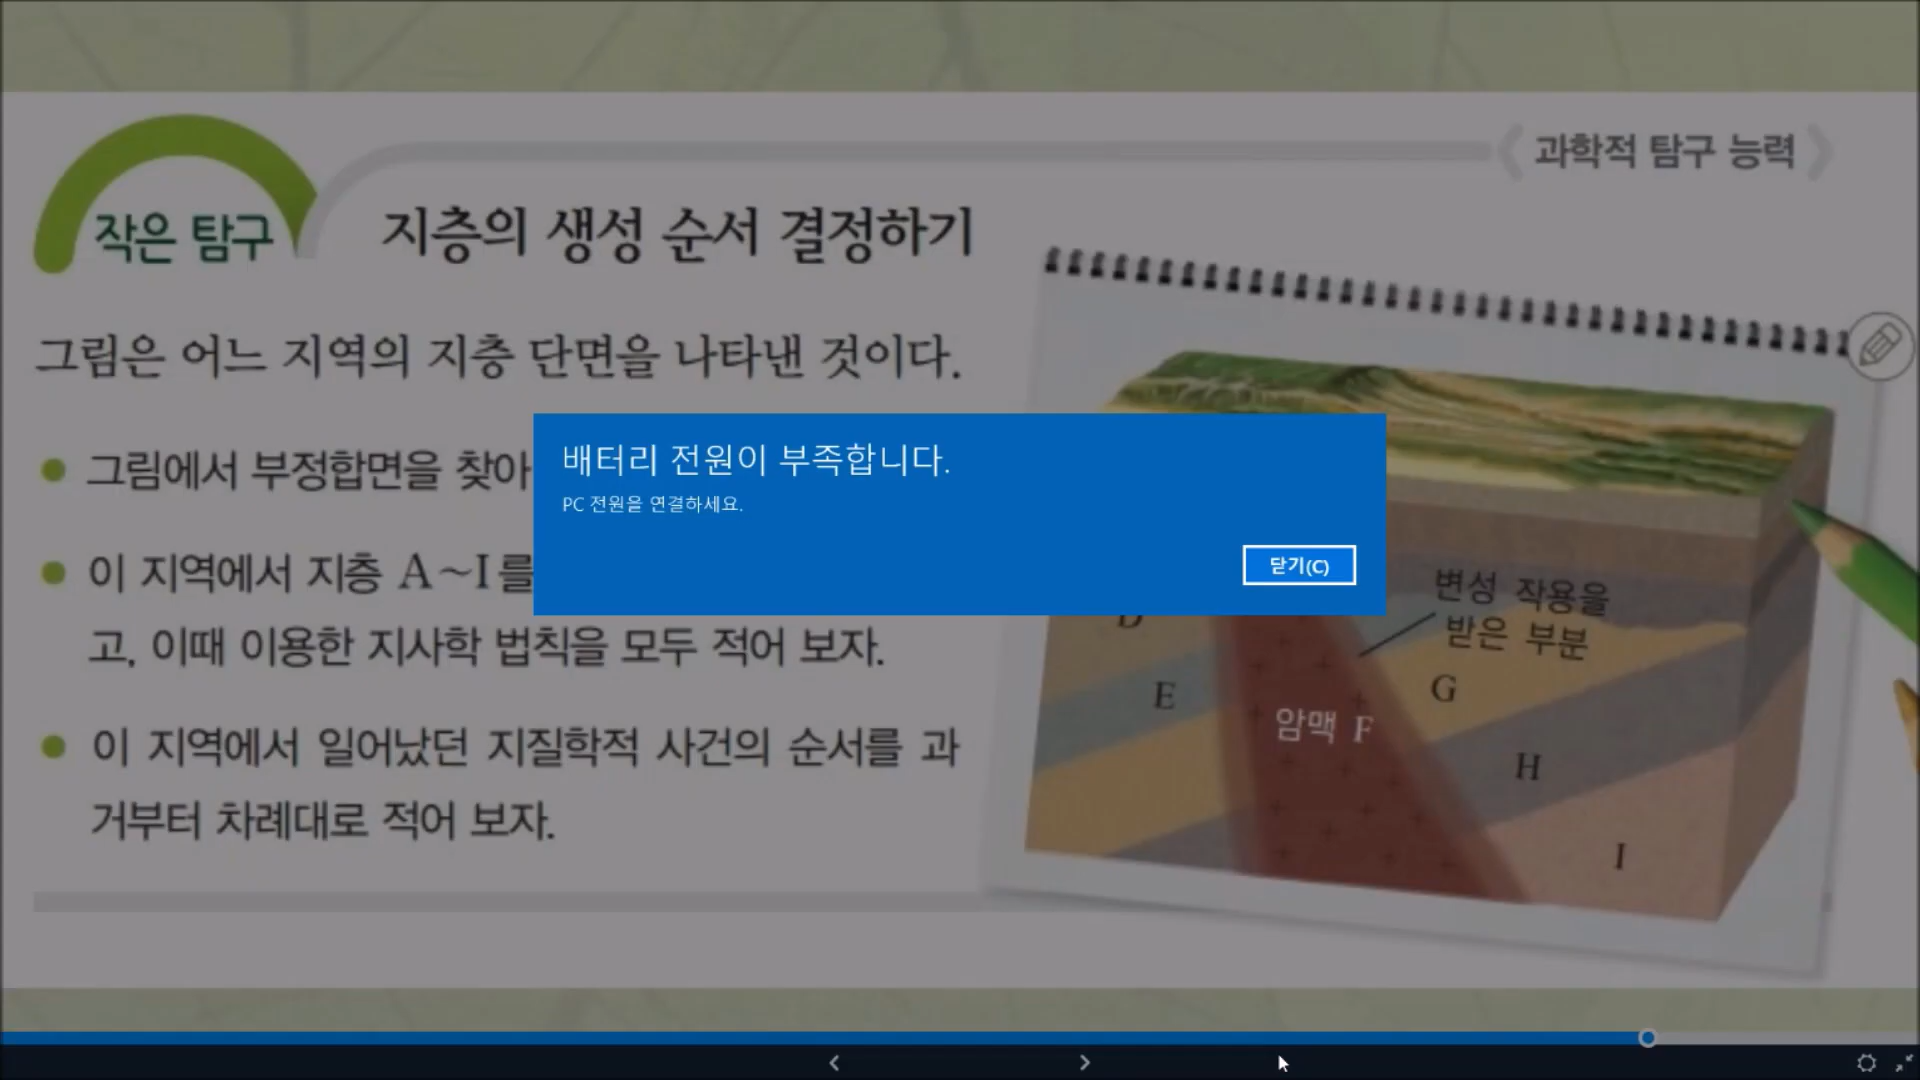 과학적 탐구 능력
작은 탐구
지층의 생성 순서 결정하기
그림은 어느 지역의 지층 단면을 나타낸 것이다.
그림에서 부정합면을 찾아
이 지역에서 지층 A~I를
고, 이때 이용한 지사학 법칙을 모두 적어 보자.
이 지역에서 일어났던 지질학적 사건의 순서를 과
거부터 차례대로 적어 보자.
배터리 전원이 부족합니다.
PC 전원을 연결하세요.
닫기(C)
변성 작용을
받은 부분
D
E
G
암맥 F
H
I